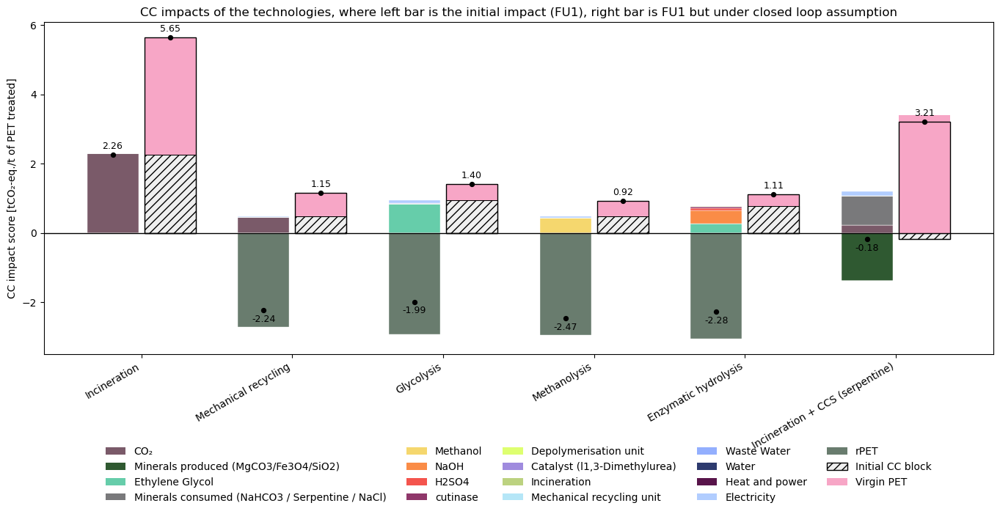 CC impacts of the technologies, where left bar is the initial impact (FU1), right bar is FU1 but under closed loop assumption
CC impact score [tCO₂-eq./t of PET treated]
6
4
2
0
−2
2.26
5.65
-2.24
1.15
-1.99
1.40
-2.47
0.92
-2.28
1.11
-0.18
3.21
Incineration
Mechanical recycling
Glycolysis
Methanolysis
Enzymatic hydrolysis
Incineration + CCS (serpentine)
CO₂
Minerals produced (MgCO3/Fe3O4/SiO2)
Ethylene Glycol
Minerals consumed (NaHCO3 / Serpentine / NaCl)
Methanol
NaOH
H2SO4
cutinase
Depolymerisation unit
Catalyst (l1,3-Dimethylurea)
Incineration
Mechanical recycling unit
Waste Water
Water
Heat and power
Electricity
rPET
Initial CC block
Virgin PET